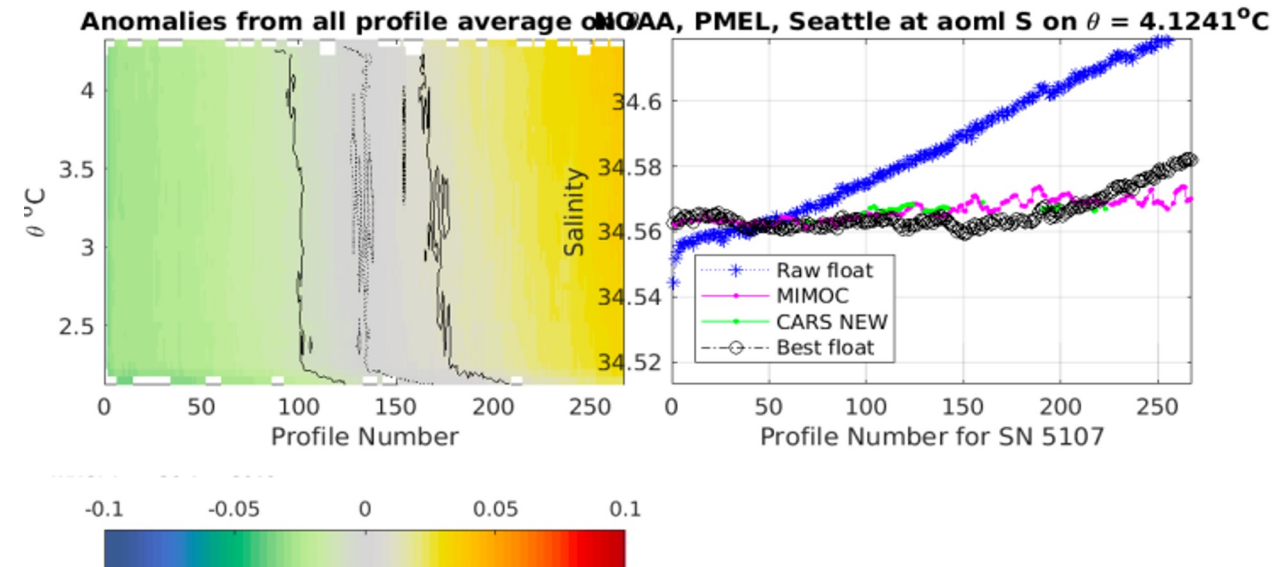 Anomalies from all profile average on θ
NOAA, PMEL, Seattle at aoml S on θ = 4.1241°C
4
3.5
3
2.5
θ °C
0 50 100 150 200 250
Profile Number
34.6
34.58
34.56
34.54
34.52
Salinity
Raw float
MIMOC
CARS NEW
Best float
0 50 100 150 200 250
Profile Number for SN 5107
-0.1 -0.05 0 0.05 0.1